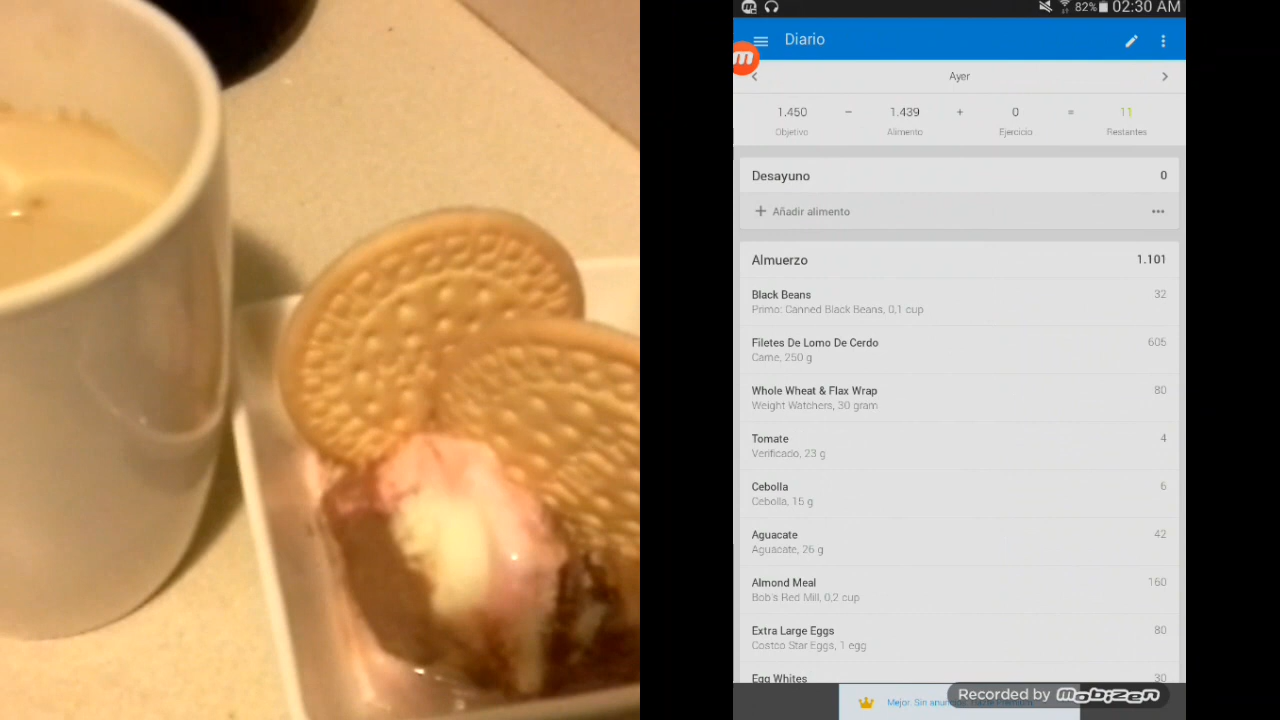 82% 02:30 AM
Diario
Ayer
1.450 - 1.439 + 0 = 11
Objetivo Alimento Ejercicio Restantes
Desayuno 0
+ Añadir alimento
Almuerzo 1.101
Black Beans 32
Primo: Canned Black Beans, 0,1 cup
Filetes De Lomo De Cerdo 605
Carne, 250 g
Whole Wheat & Flax Wrap 80
Weight Watchers, 30 gram
Tomate 4
Verificado, 23 g
Cebolla 6
Cebolla, 15 g
Aguacate 42
Aguacate, 26 g
Almond Meal 160
Bob's Red Mill, 0,2 cup
Extra Large Eggs 80
Costco Star Eggs, 1 egg
Egg Whites 30
Mejor. Sin
Recorded by mobizen